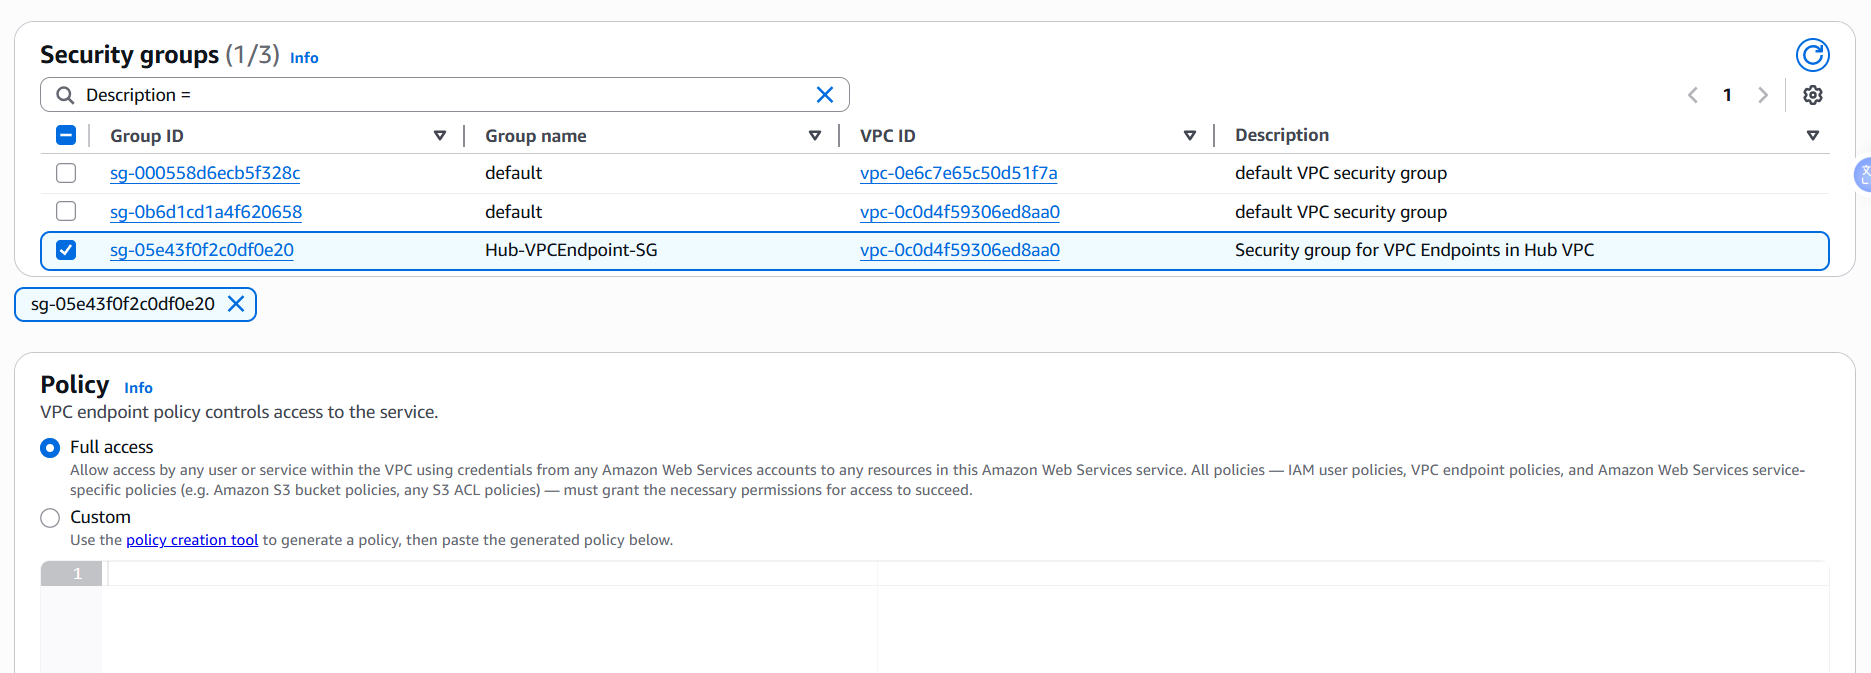 Security groups (1/3) Info
Description =
1
Group ID Group name VPC ID Description
sg-000558d6ecb5f328c default vpc-0e6c7e65c50d51f7a default VPC security group
sg-0b6d1cd1a4f620658 default vpc-0c0d4f59306ed8aa0 default VPC security group
sg-05e43f0f2c0df0e20 Hub-VPCEndpoint-SG vpc-0c0d4f59306ed8aa0 Security group for VPC Endpoints in Hub VPC
sg-05e43f0f2c0df0e20
Policy Info
VPC endpoint policy controls access to the service.
Full access
Allow access by any user or service within the VPC using credentials from any Amazon Web Services accounts to any resources in this Amazon Web Services service. All policies — IAM user policies, VPC endpoint policies, and Amazon Web Services service-
specific policies (e.g. Amazon S3 bucket policies, any S3 ACL policies) — must grant the necessary permissions for access to succeed.
Custom
Use the policy creation tool to generate a policy, then paste the generated policy below.
1